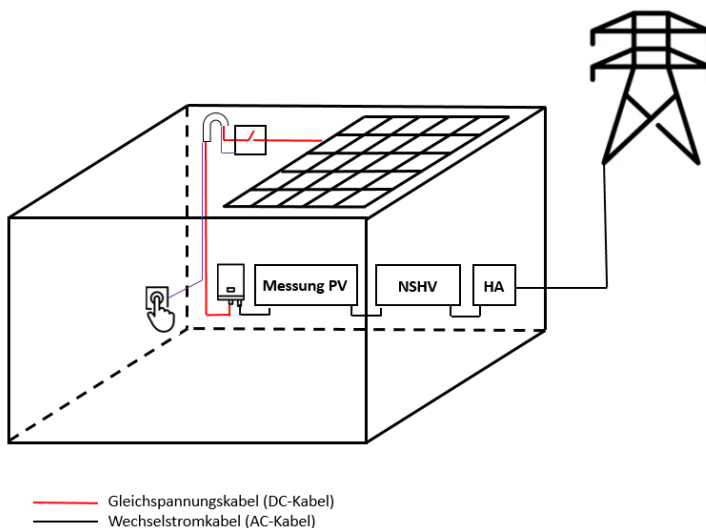 Messung PV
NSHV
HA
Gleichspannungskabel (DC-Kabel)
Wechselstromkabel (AC-Kabel)